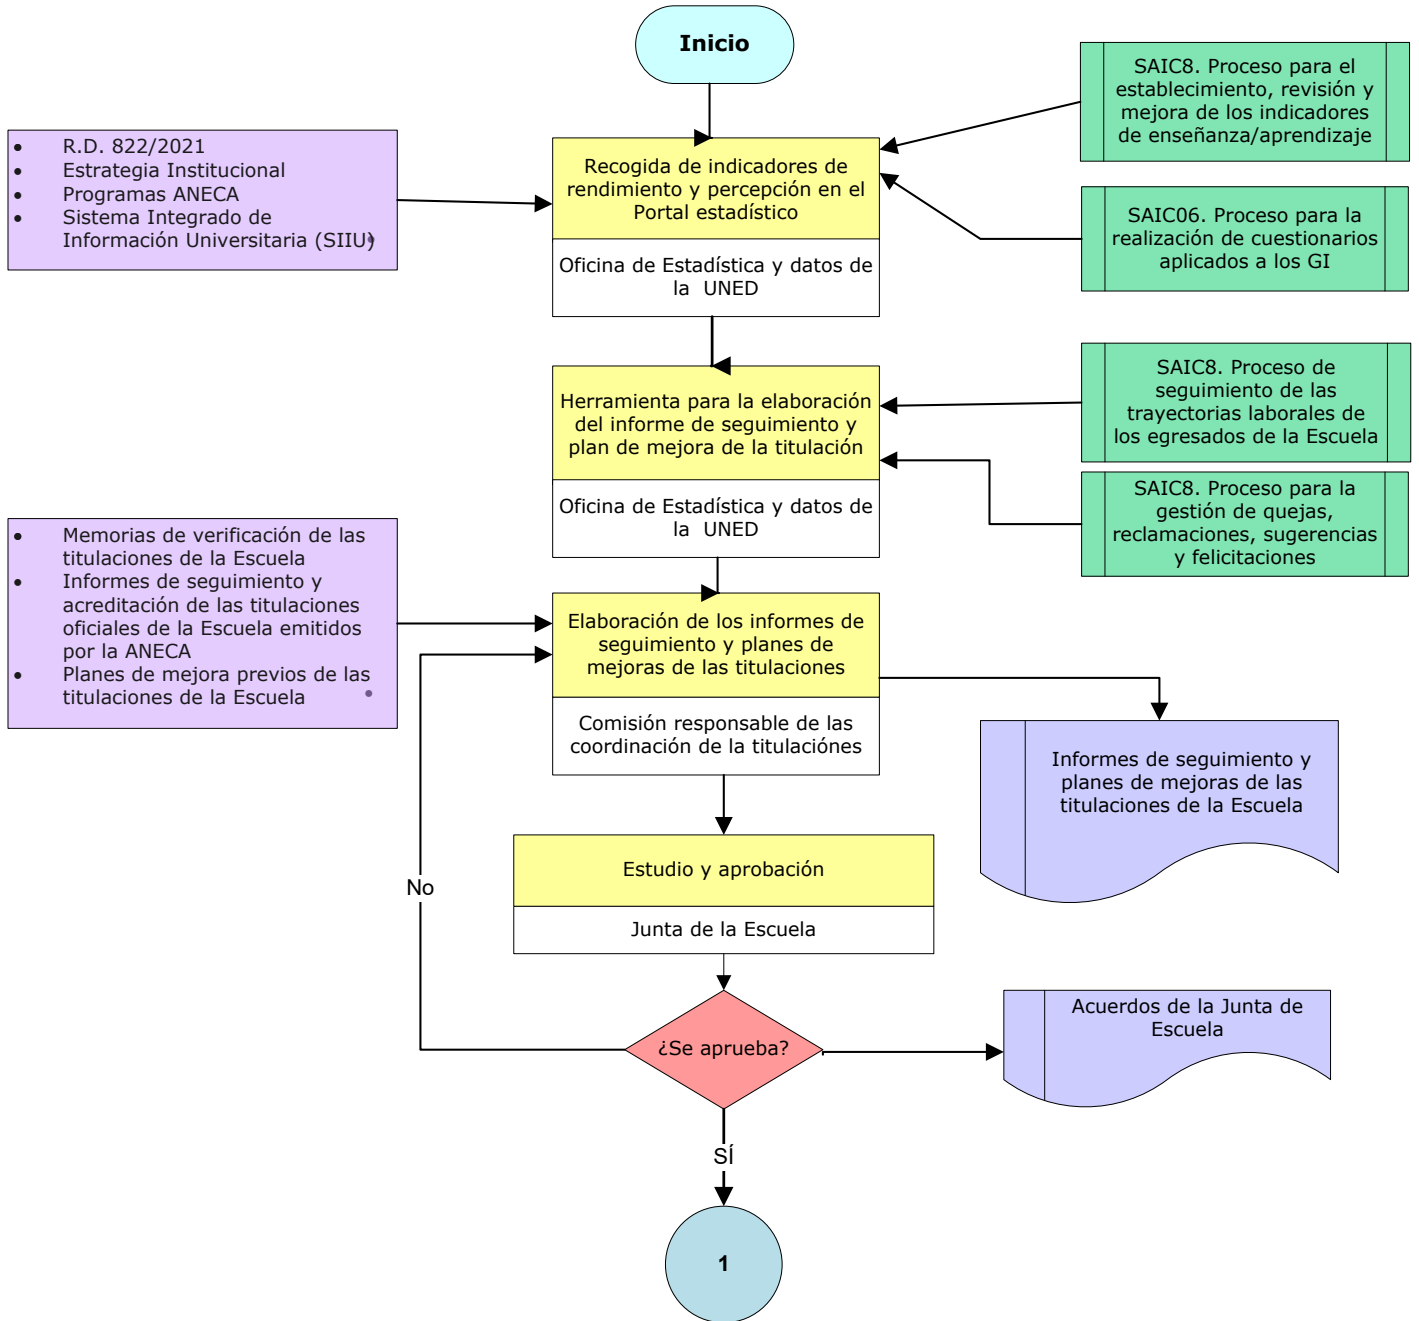 Inicio
SAIC8. Proceso para el
establecimiento, revisión y
mejora de los indicadores
de enseñanza/aprendizaje
• R.D. 822/2021
• Estrategia Institucional
• Programas ANECA
• Sistema Integrado de
Información Universitaria (SIIU)
Recogida de indicadores de
rendimiento y percepción en el
Portal estadístico
Oficina de Estadística y datos de
la UNED
SAIC06. Proceso para la
realización de cuestionarios
aplicados a los GI
Herramienta para la elaboración
del informe de seguimiento y
plan de mejora de la titulación
Oficina de Estadística y datos de
la UNED
SAIC8. Proceso de
seguimiento de las
trayectorias laborales de
los egresados de la Escuela
SAIC8. Proceso para la
gestión de quejas,
reclamaciones, sugerencias
y felicitaciones
• Memorias de verificación de las
titulaciones de la Escuela
• Informes de seguimiento y
acreditación de las titulaciones
oficiales de la Escuela emitidos
por la ANECA
• Planes de mejora previos de las
titulaciones de la Escuela
Elaboración de los informes de
seguimiento y planes de
mejoras de las titulaciones
Comisión responsable de las
coordinación de la titulaciónes
Informes de seguimiento y
planes de mejoras de las
titulaciones de la Escuela
Estudio y aprobación
Junta de la Escuela
No
¿Se aprueba?
Acuerdos de la Junta de
Escuela
SÍ
1